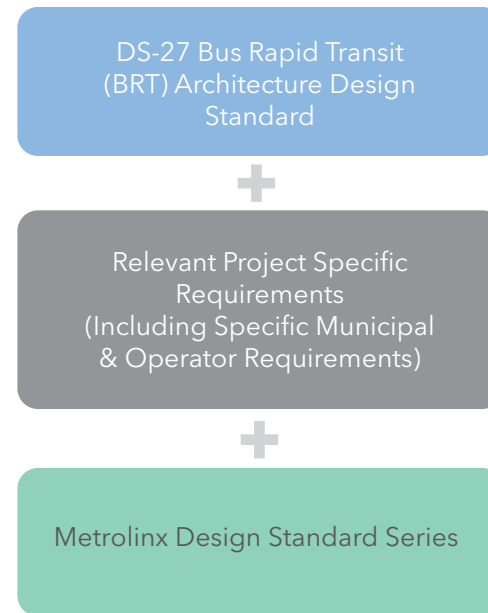 DS-27 Bus Rapid Transit
(BRT) Architecture Design
Standard
+
Relevant Project Specific
Requirements
(Including Specific Municipal
& Operator Requirements)
+
Metrolinx Design Standard Series